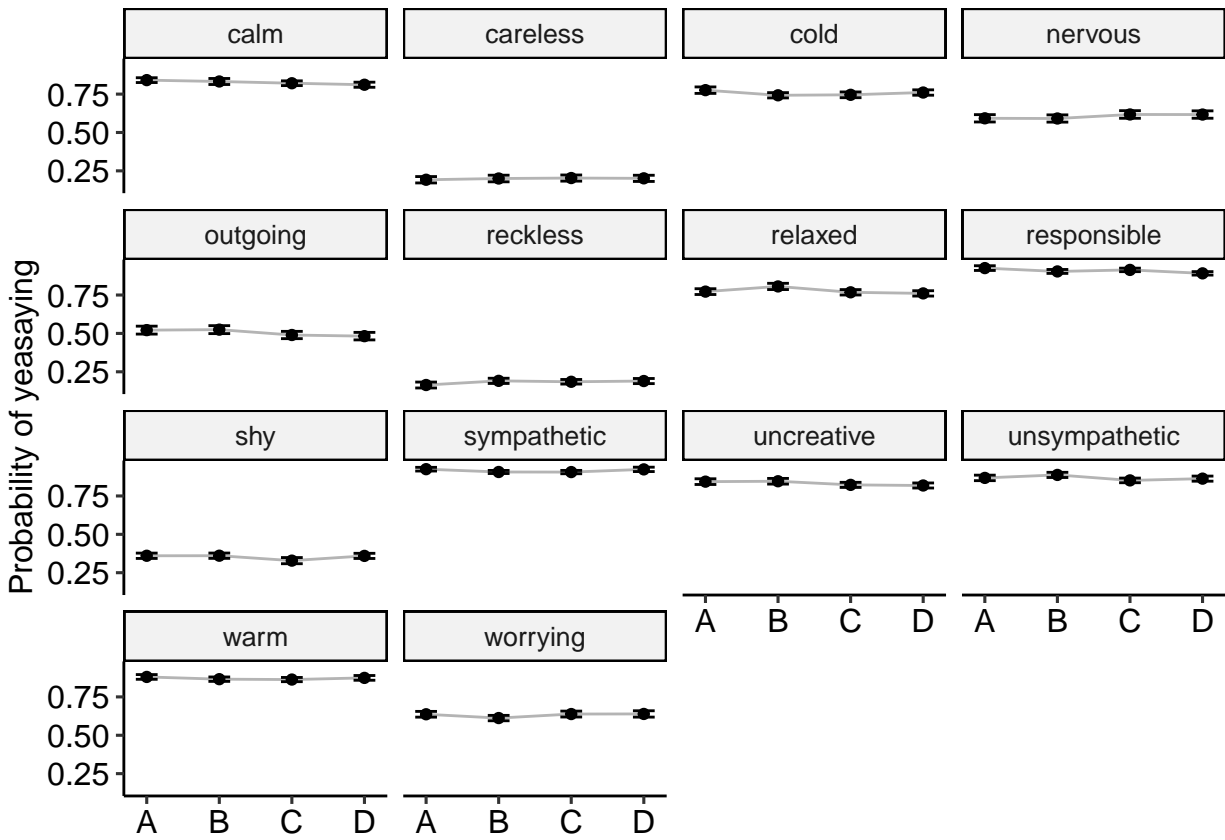 calm careless cold nervous
0.75
0.50
0.25
outgoing reckless relaxed responsible
0.75
0.50
0.25
shy sympathetic uncreative unsympathetic
0.75
0.50
0.25
A B C D A B C D
warm worrying
0.75
0.50
0.25
A B C D A B C D
Probability of yeasaying